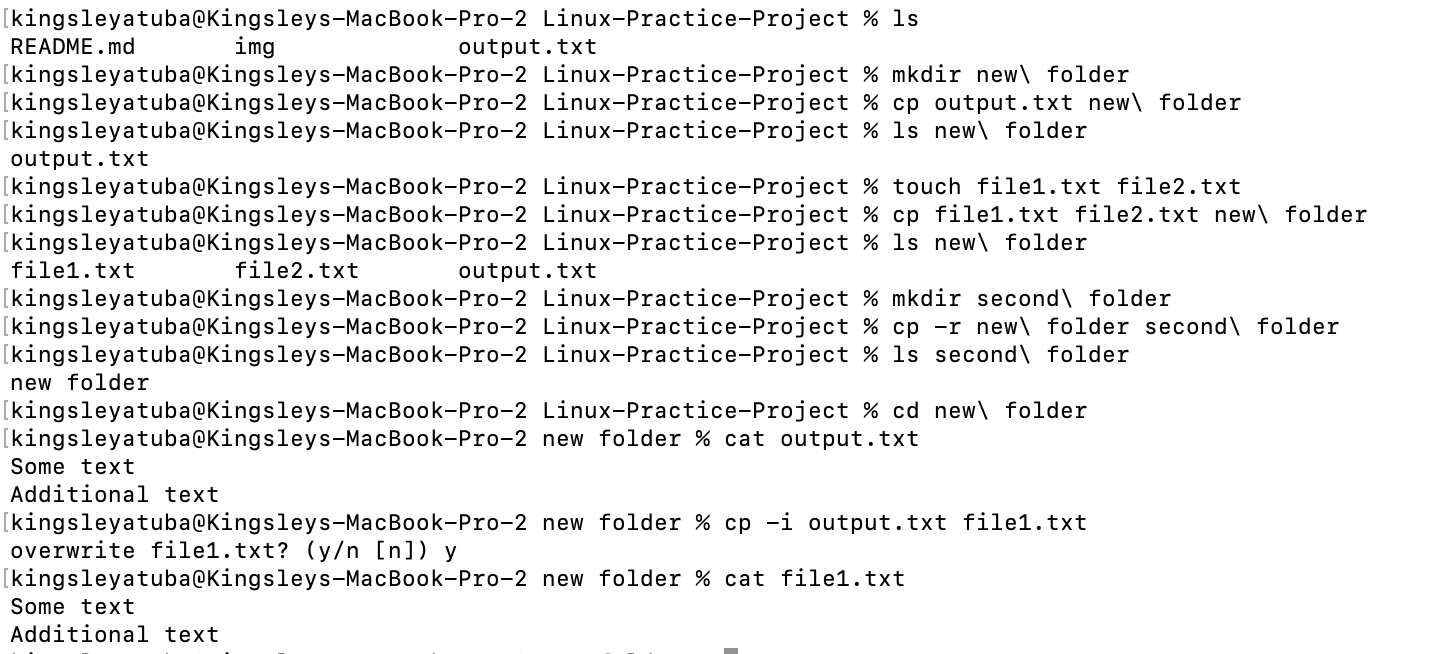 [kingsleyatuba@Kingsleys-MacBook-Pro-2 Linux-Practice-Project % ls
README.md       img             output.txt
[kingsleyatuba@Kingsleys-MacBook-Pro-2 Linux-Practice-Project % mkdir new\ folder
[kingsleyatuba@Kingsleys-MacBook-Pro-2 Linux-Practice-Project % cp output.txt new\ folder
[kingsleyatuba@Kingsleys-MacBook-Pro-2 Linux-Practice-Project % ls new\ folder
output.txt
[kingsleyatuba@Kingsleys-MacBook-Pro-2 Linux-Practice-Project % touch file1.txt file2.txt
[kingsleyatuba@Kingsleys-MacBook-Pro-2 Linux-Practice-Project % cp file1.txt file2.txt new\ folder
[kingsleyatuba@Kingsleys-MacBook-Pro-2 Linux-Practice-Project % ls new\ folder
file1.txt       file2.txt       output.txt
[kingsleyatuba@Kingsleys-MacBook-Pro-2 Linux-Practice-Project % mkdir second\ folder
[kingsleyatuba@Kingsleys-MacBook-Pro-2 Linux-Practice-Project % cp -r new\ folder second\ folder
[kingsleyatuba@Kingsleys-MacBook-Pro-2 Linux-Practice-Project % ls second\ folder
new folder
[kingsleyatuba@Kingsleys-MacBook-Pro-2 Linux-Practice-Project % cd new\ folder
[kingsleyatuba@Kingsleys-MacBook-Pro-2 new folder % cat output.txt
Some text
Additional text
[kingsleyatuba@Kingsleys-MacBook-Pro-2 new folder % cp -i output.txt file1.txt
overwrite file1.txt? (y/n [n]) y
[kingsleyatuba@Kingsleys-MacBook-Pro-2 new folder % cat file1.txt
Some text
Additional text